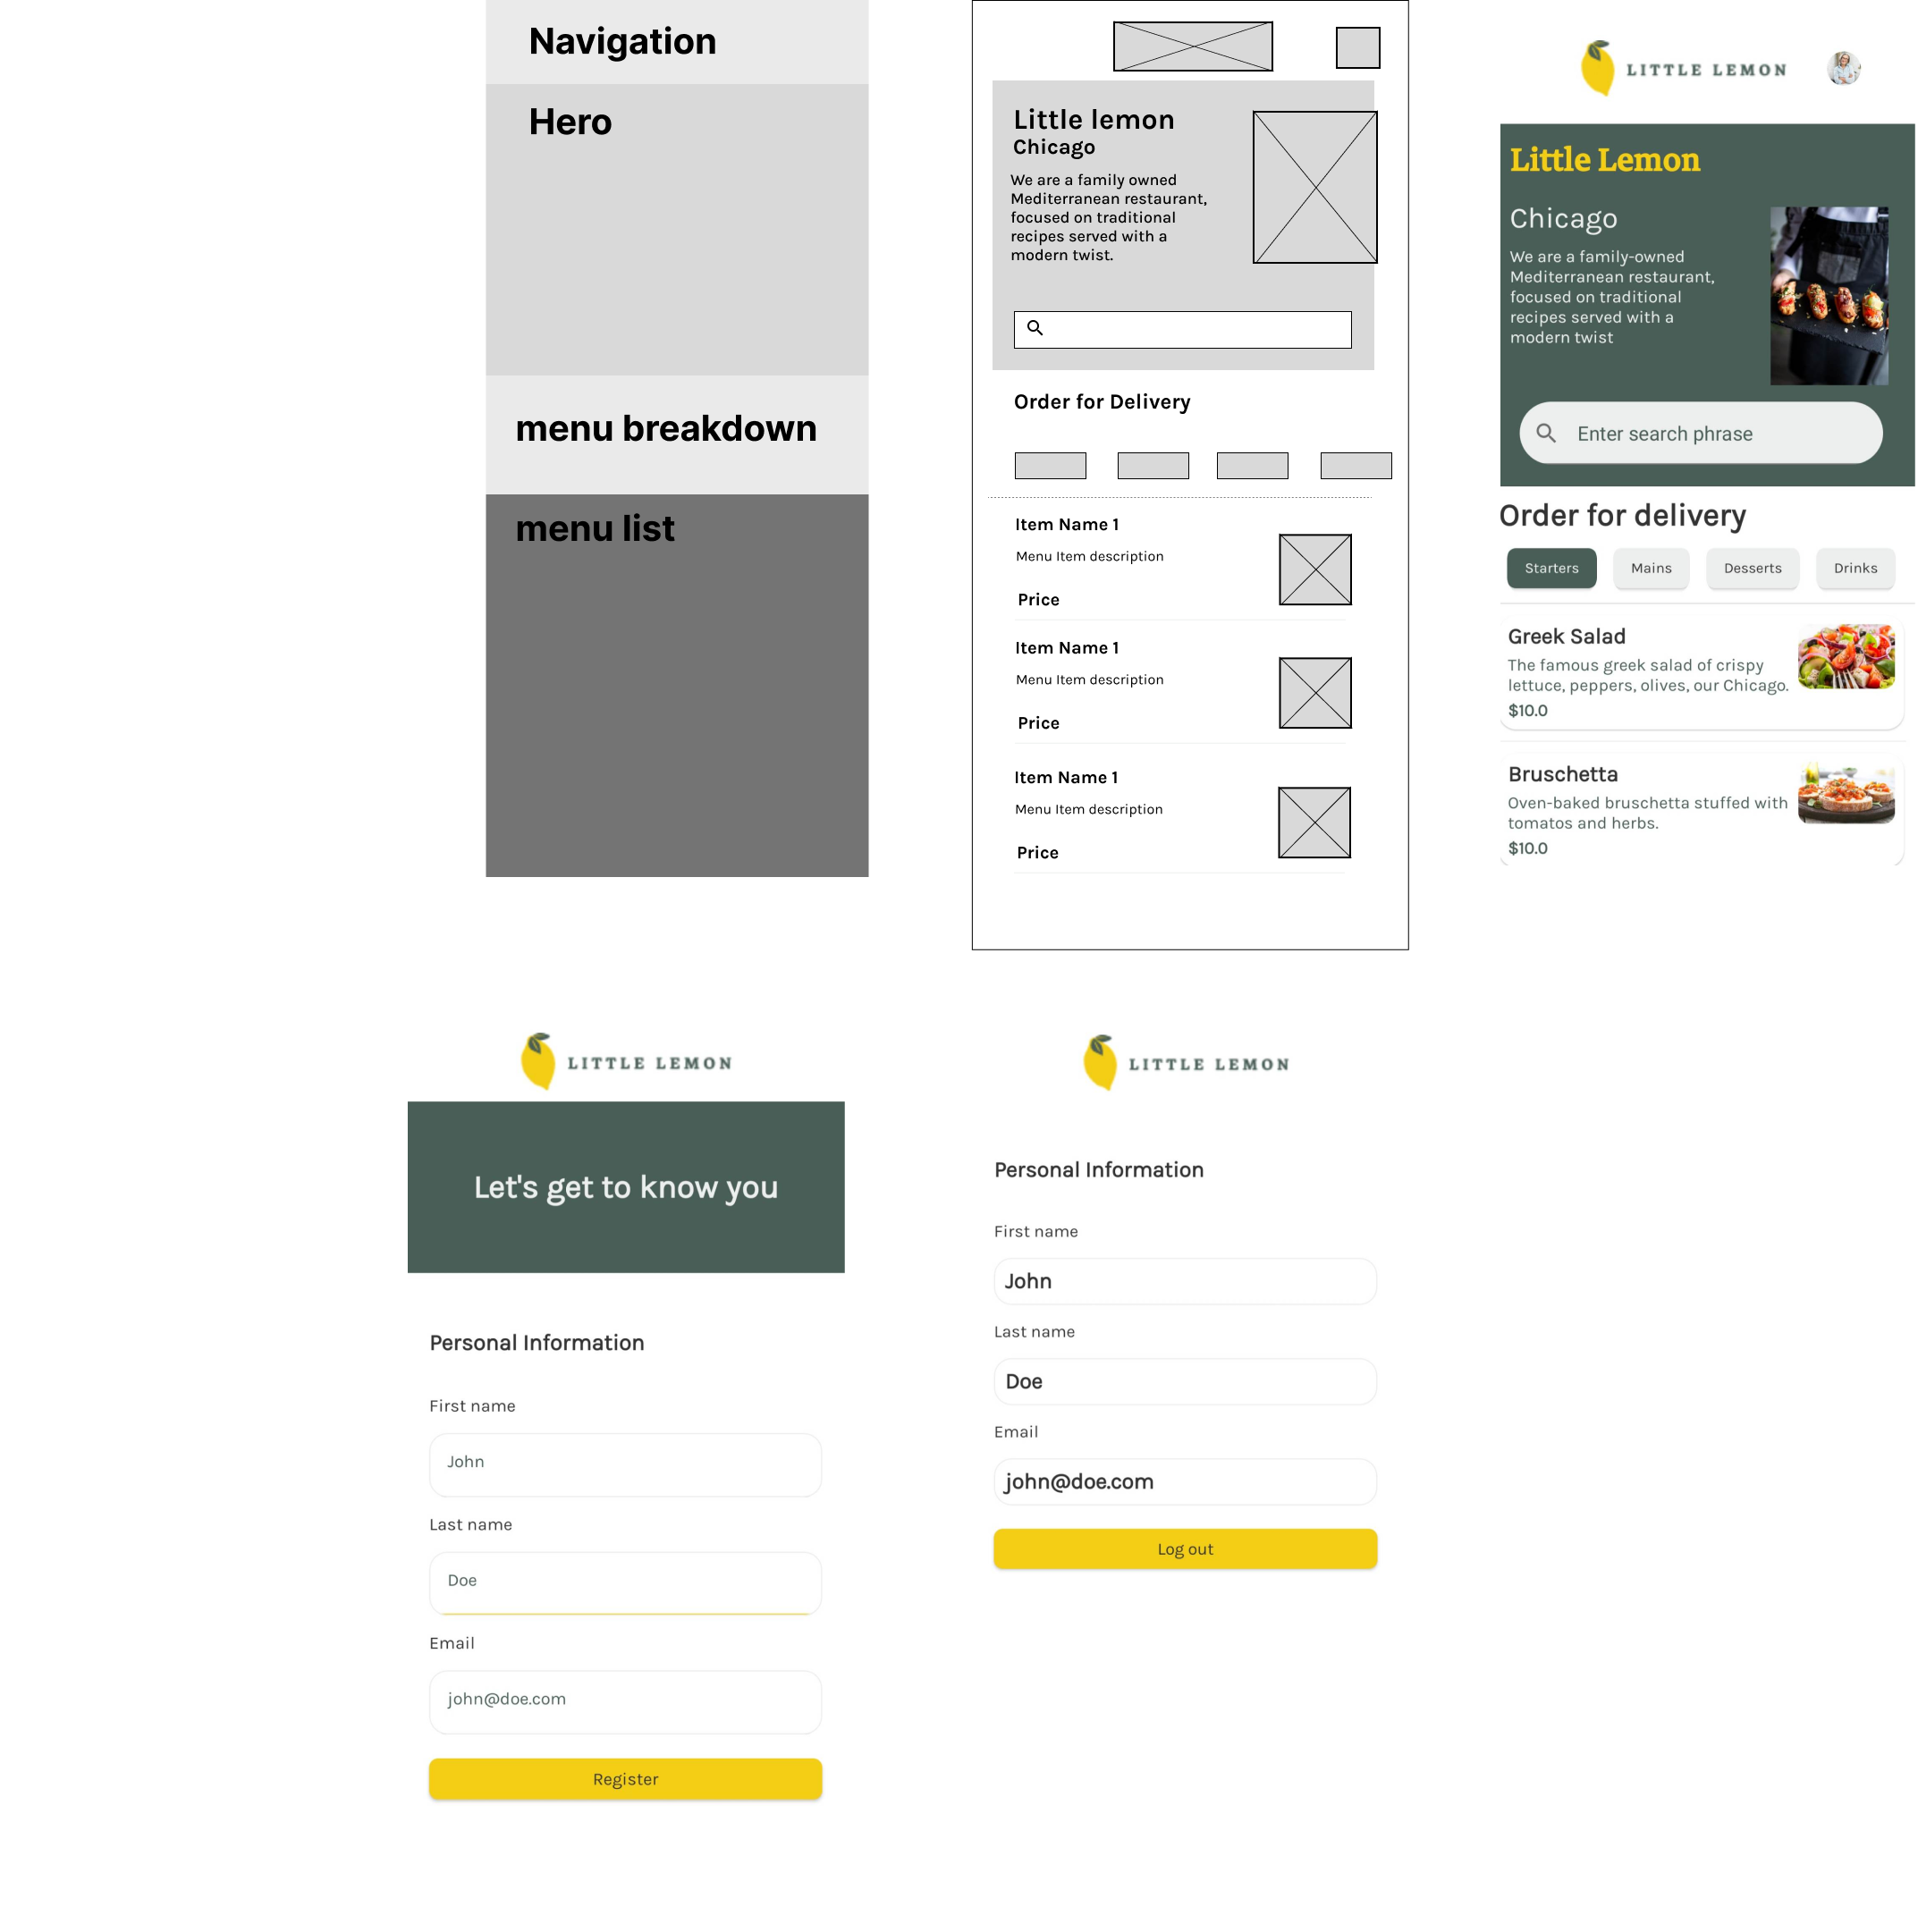 Navigation
Hero
menu breakdown
menu list
Little lemon
Chicago
We are a family owned
Mediterranean restaurant,
focused on traditional
recipes served with a
modern twist.
Order for Delivery
Item Name 1
Menu Item description
Price
Item Name 1
Menu Item description
Price
Item Name 1
Menu Item description
Price
LITTLE LEMON
Little Lemon
Chicago
We are a family-owned
Mediterranean restaurant,
focused on traditional
recipes served with a
modern twist
Enter search phrase
Order for delivery
Starters Mains Desserts Drinks
Greek Salad
The famous greek salad of crispy
lettuce, peppers, olives, our Chicago.
$10.0
Bruschetta
Oven-baked bruschetta stuffed with
tomatos and herbs.
$10.0
LITTLE LEMON
Let's get to know you
Personal Information
First name
John
Last name
Doe
Email
john@doe.com
Register
LITTLE LEMON
Personal Information
First name
John
Last name
Doe
Email
john@doe.com
Log out